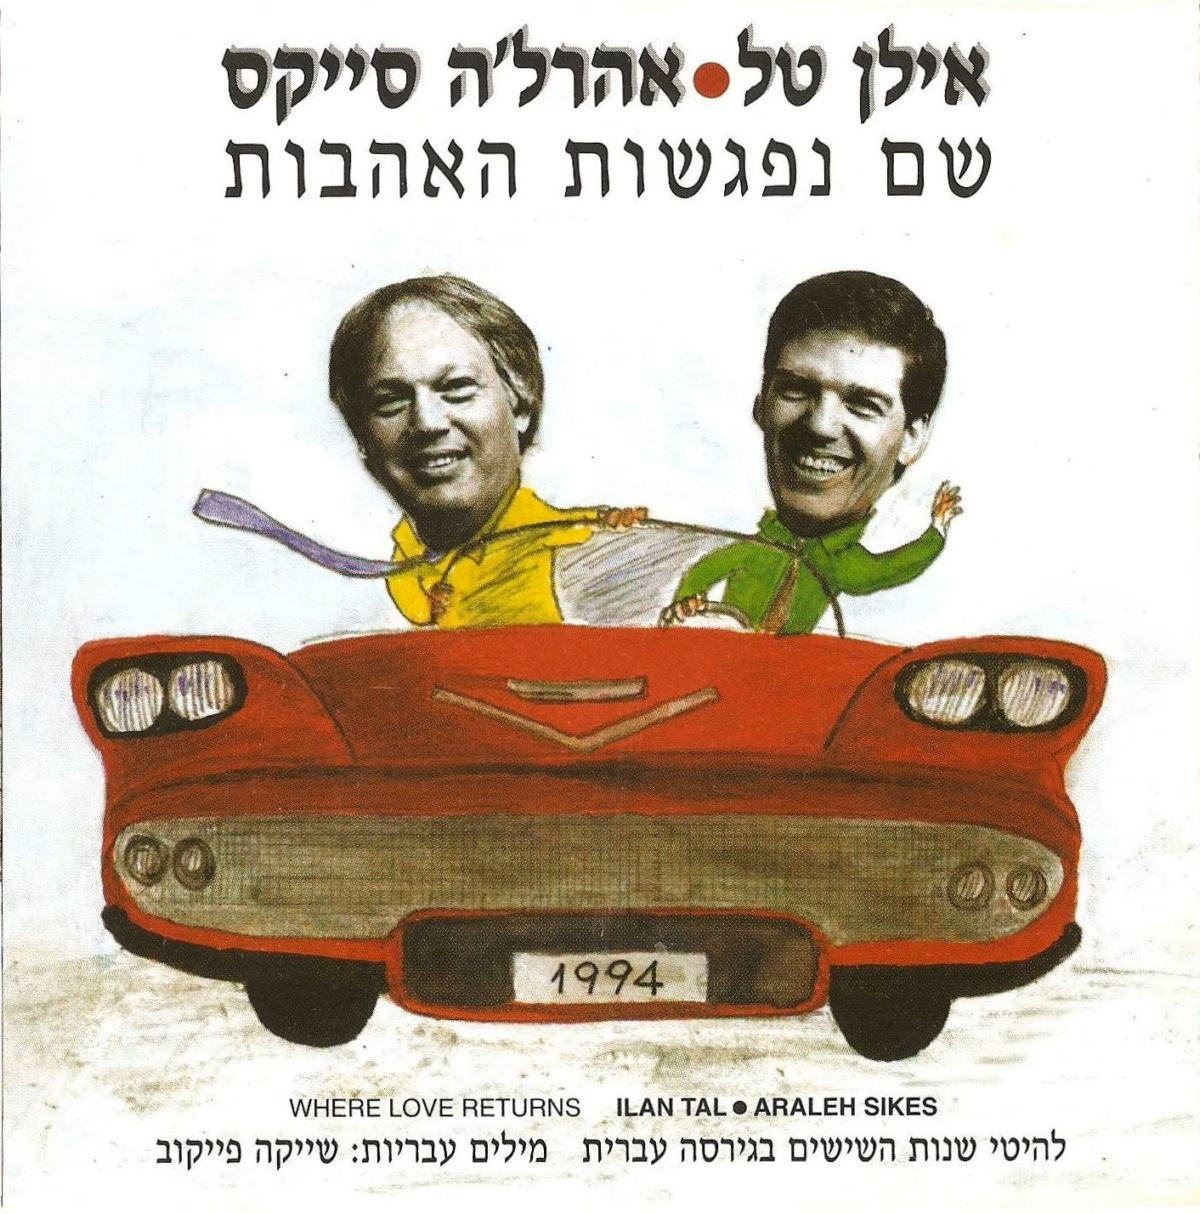 אילן טל • אהרל'ה סייקס
שם נפגשות האהבות
1994
WHERE LOVE RETURNS ILAN TAL • ARALEH SIKES
להיטי שנות השישים בגירסה עברית מילים עבריות: שייקה פייקוב